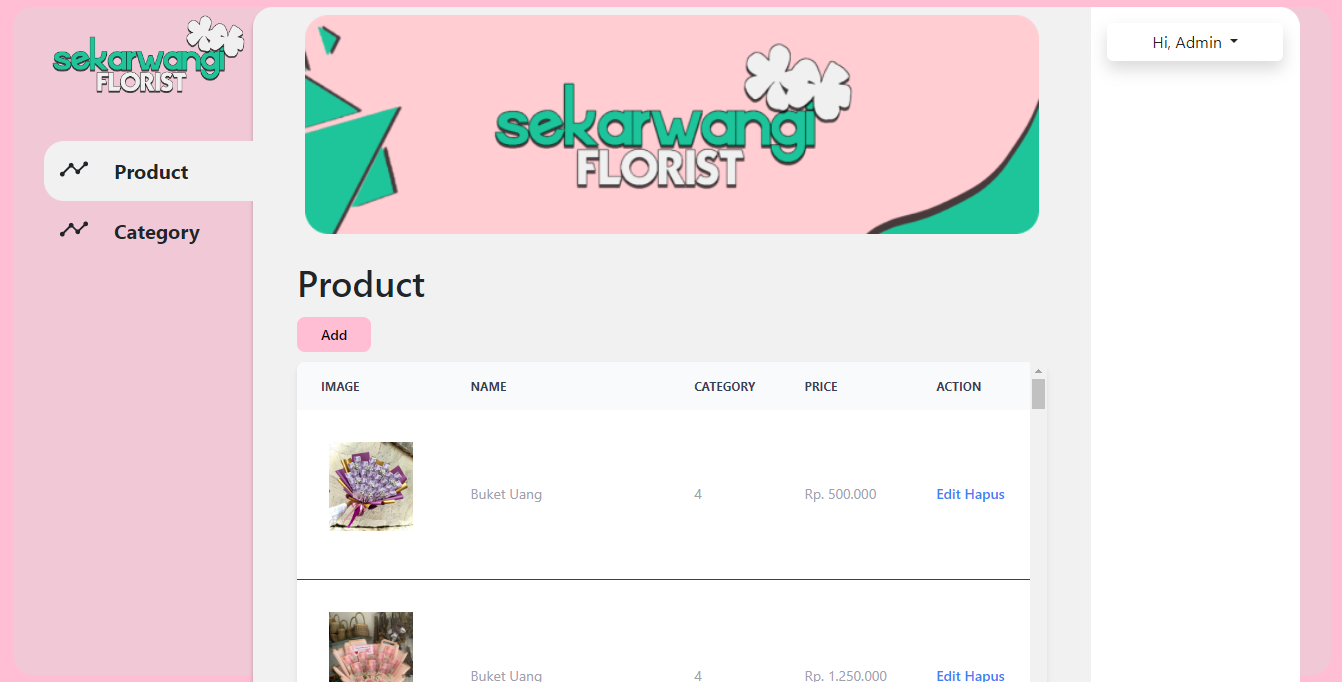 sekarwangi
FLORIST
Product
Category
sekarwangi
FLORIST
Hi, Admin
Product
Add
IMAGE NAME CATEGORY PRICE ACTION
Buket Uang 4 Rp. 500.000 Edit Hapus
Buket Uang 4 Rp. 1.250.000 Edit Hapus